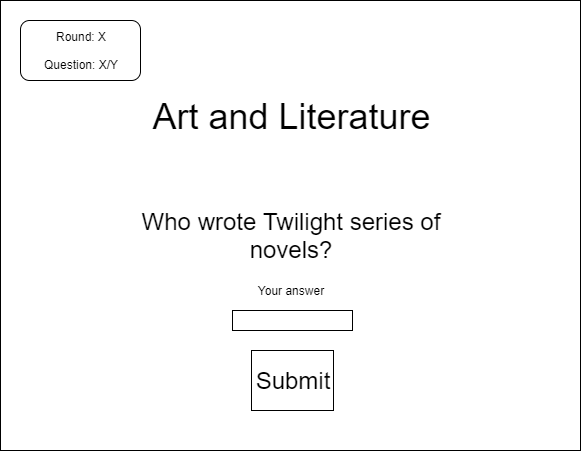 Round: X
Question: X/Y
Art and Literature
Who wrote Twilight series of
novels?
Your answer
Submit